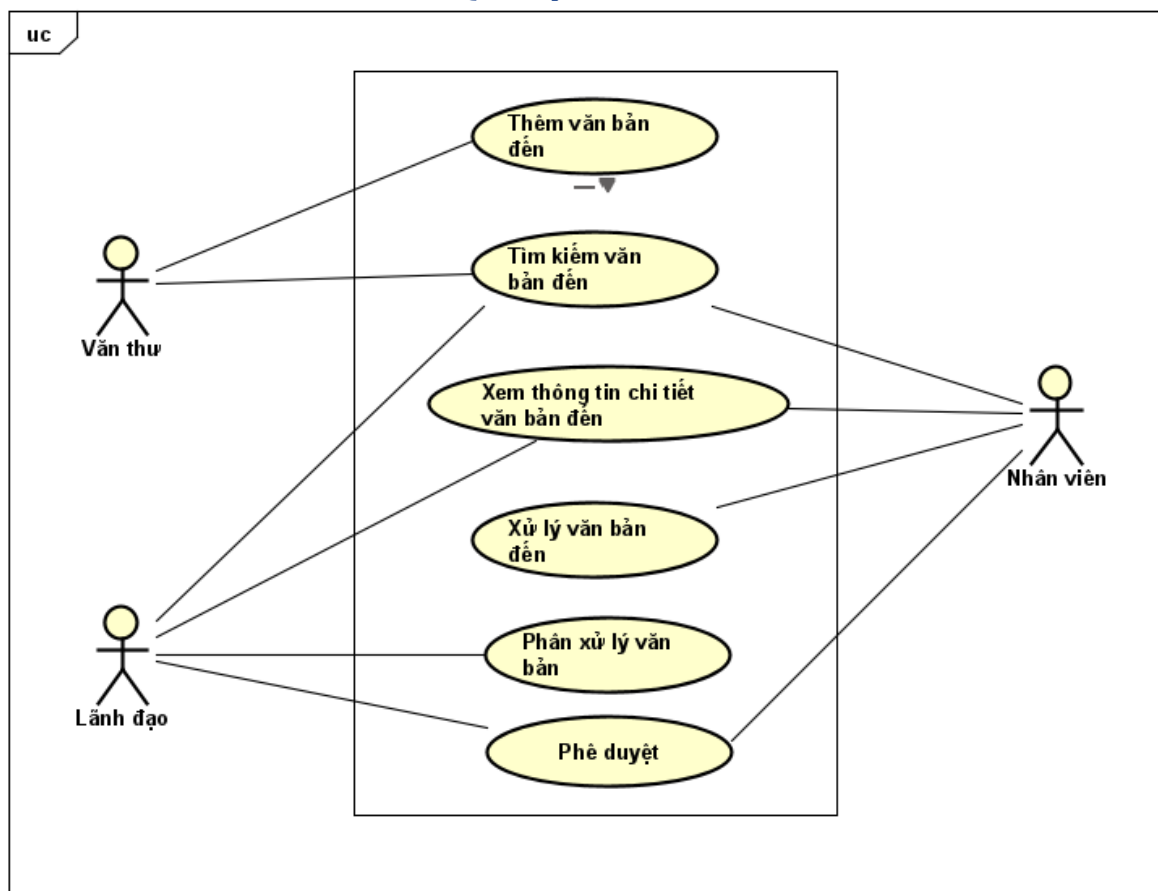 uc
Thêm văn bản
đến
Tìm kiếm văn
bản đến
Văn thư
Xem thông tin chi tiết
văn bản đến
Nhân viên
Xử lý văn bản
đến
Phân xử lý văn
bản
Lãnh đạo
Phê duyệt